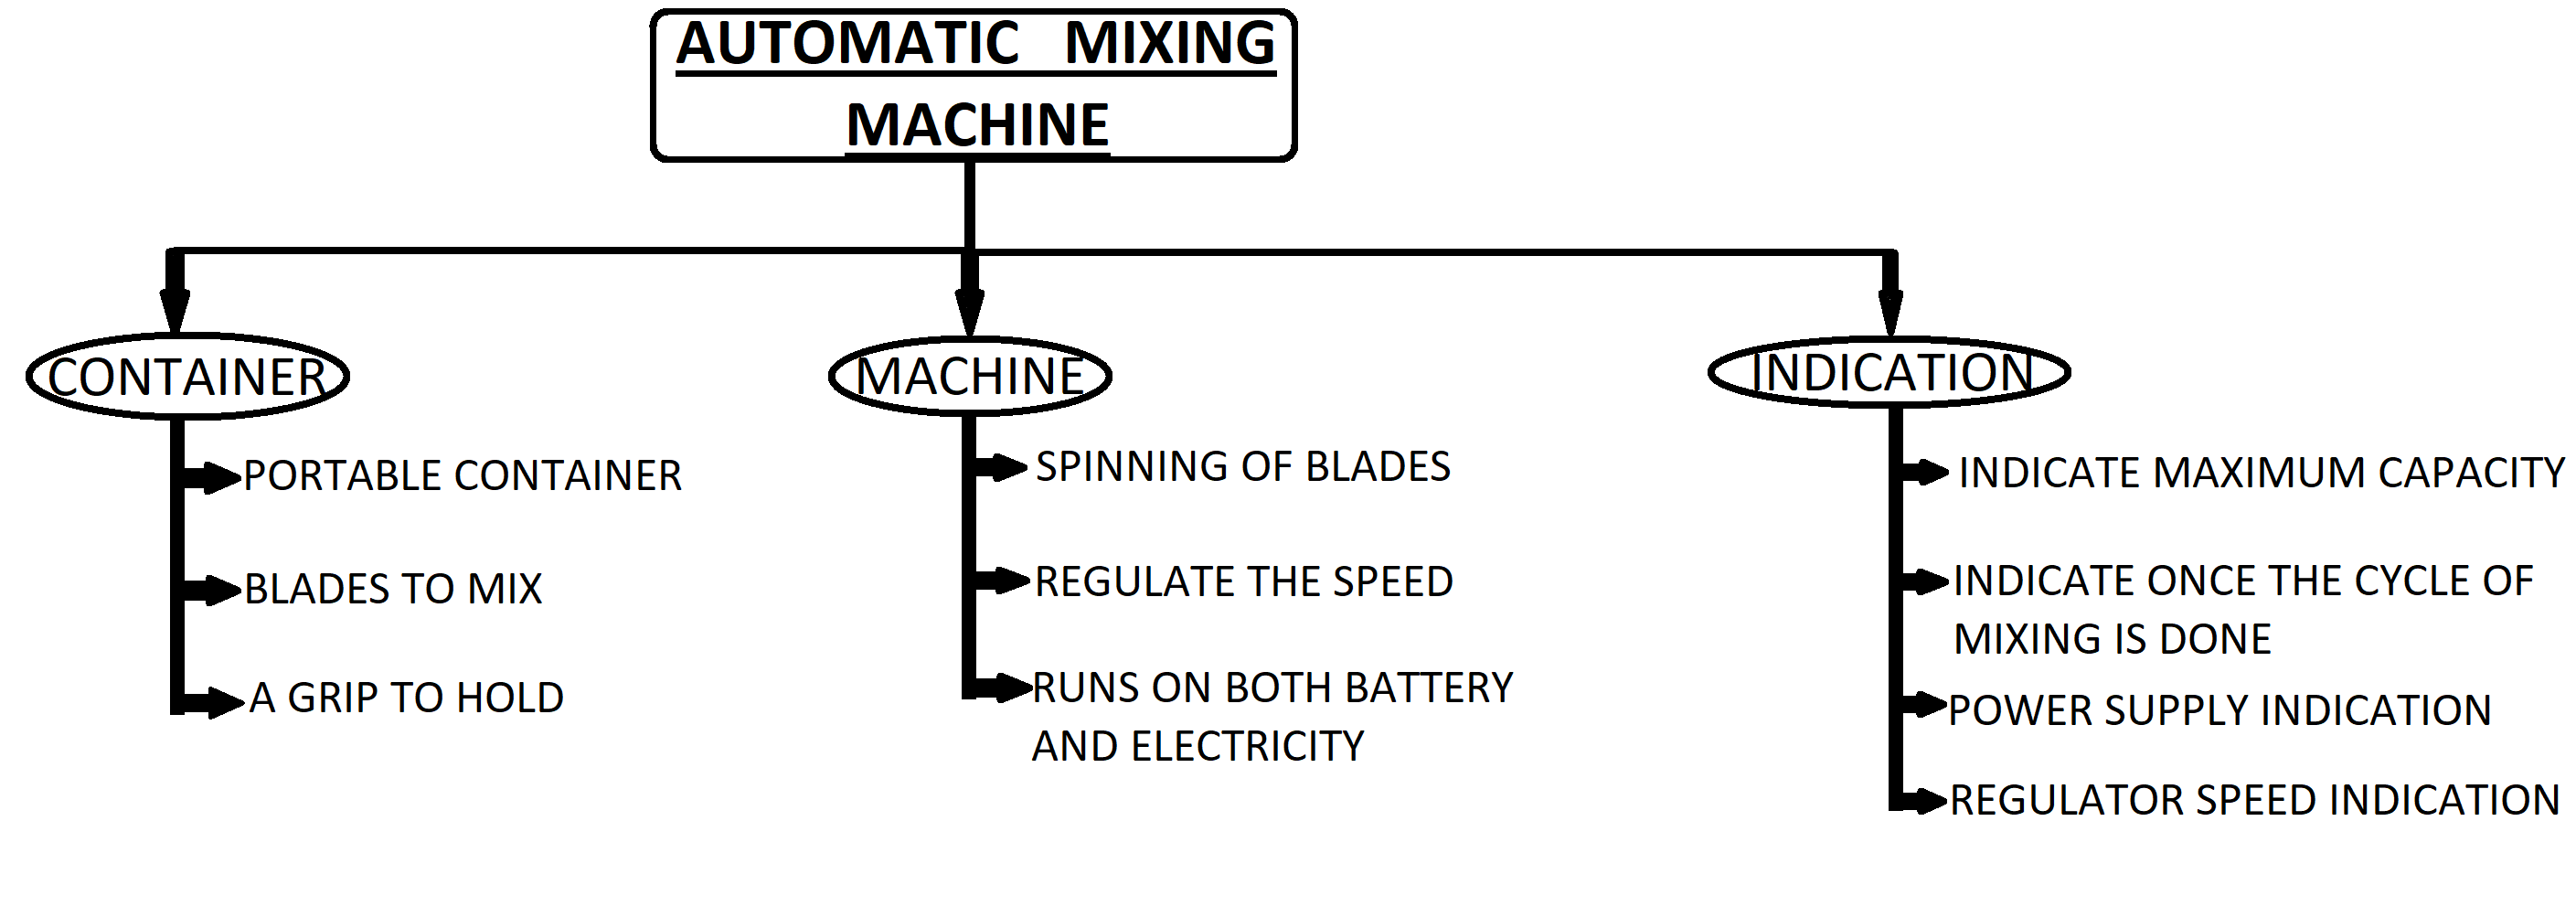 AUTOMATIC MIXING
MACHINE
CONTAINER
PORTABLE CONTAINER
BLADES TO MIX
A GRIP TO HOLD
MACHINE
SPINNING OF BLADES
REGULATE THE SPEED
RUNS ON BOTH BATTERY
AND ELECTRICITY
INDICATION
INDICATE MAXIMUM CAPACITY
INDICATE ONCE THE CYCLE OF
MIXING IS DONE
POWER SUPPLY INDICATION
REGULATOR SPEED INDICATION